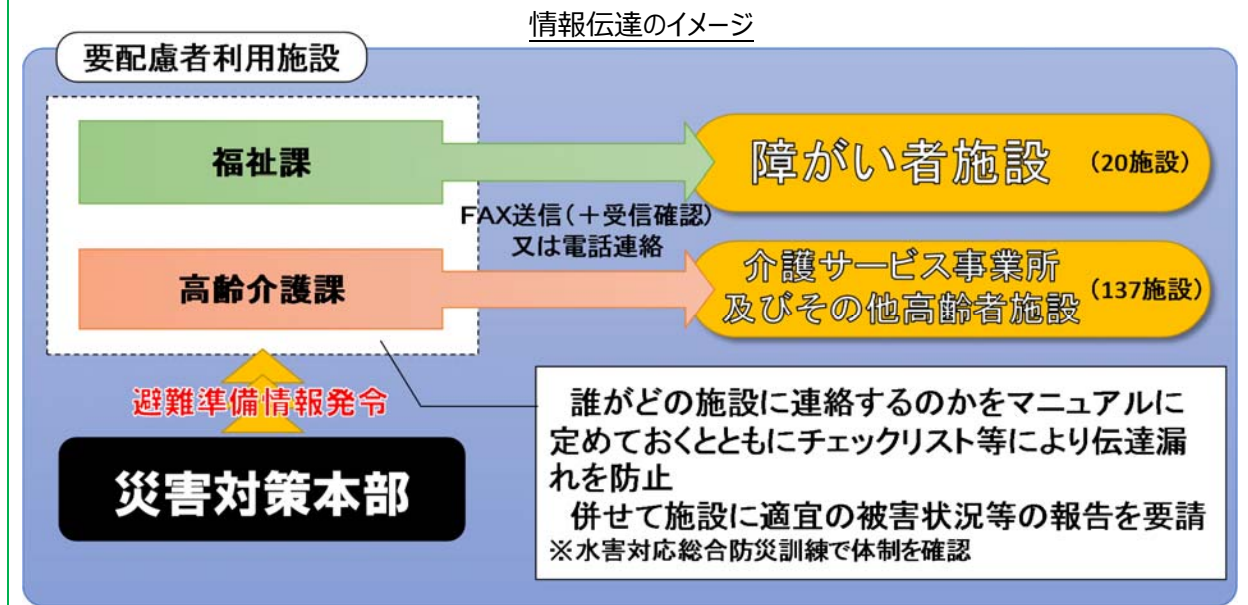 情報伝達のイメージ
要配慮者利用施設
福祉課
障がい者施設 (20施設)
FAX送信(+受信確認)
又は電話連絡
高齢介護課
介護サービス事業所
及びその他高齢者施設 (137施設)
避難準備情報発令
災害対策本部
誰がどの施設に連絡するのかをマニュアルに
定めておくとともにチェックリスト等により伝達漏
れを防止
併せて施設に適宜の被害状況等の報告を要請
※水害対応総合防災訓練で体制を確認